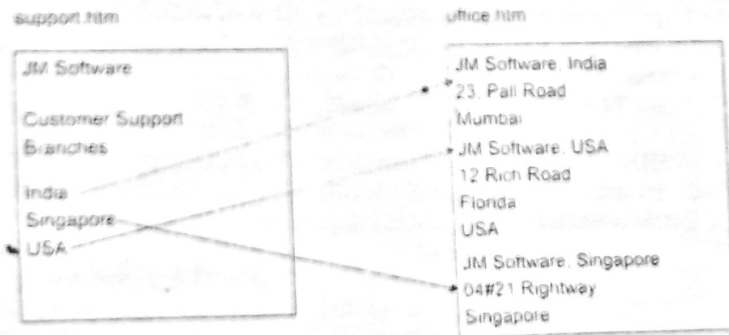 support.htm
JM Software
Customer Support
Branches
India
Singapore
USA
office.htm
JM Software, India
23, Pali Road
Mumbai
JM Software, USA
12 Rich Road
Florida
USA
JM Software, Singapore
04#21 Rightway
Singapore